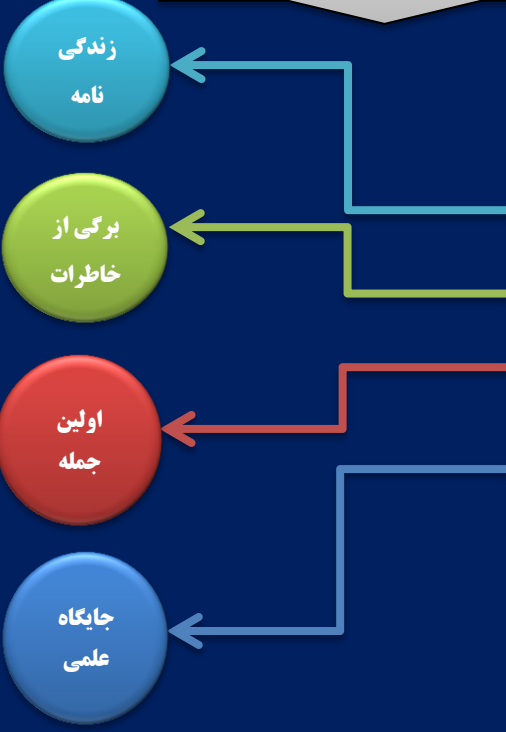 زندگی
نامه
برگی از
خاطرات
اولین
جمله
جایگاه
علمی